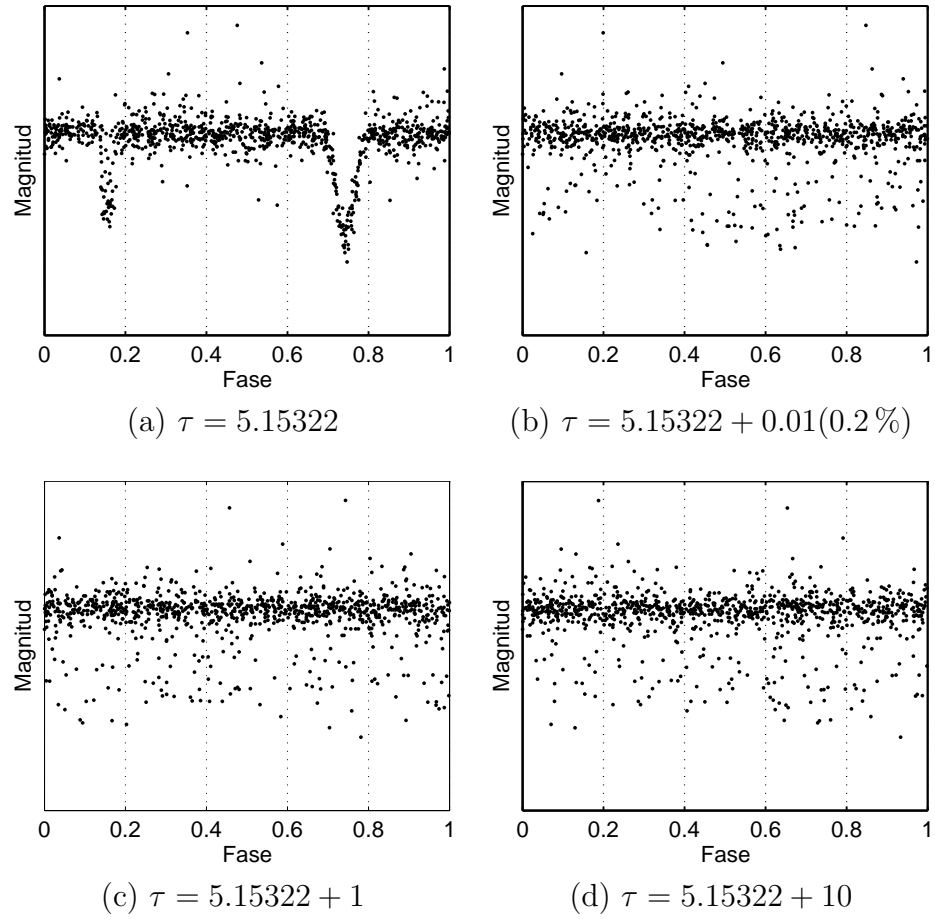 Magnitud
0 0.2 0.4 0.6 0.8 1
Fase
(a) τ = 5.15322
Magnitud
0 0.2 0.4 0.6 0.8 1
Fase
(b) τ = 5.15322 + 0.01(0.2 %)
Magnitud
0 0.2 0.4 0.6 0.8 1
Fase
(c) τ = 5.15322 + 1
Magnitud
0 0.2 0.4 0.6 0.8 1
Fase
(d) τ = 5.15322 + 10